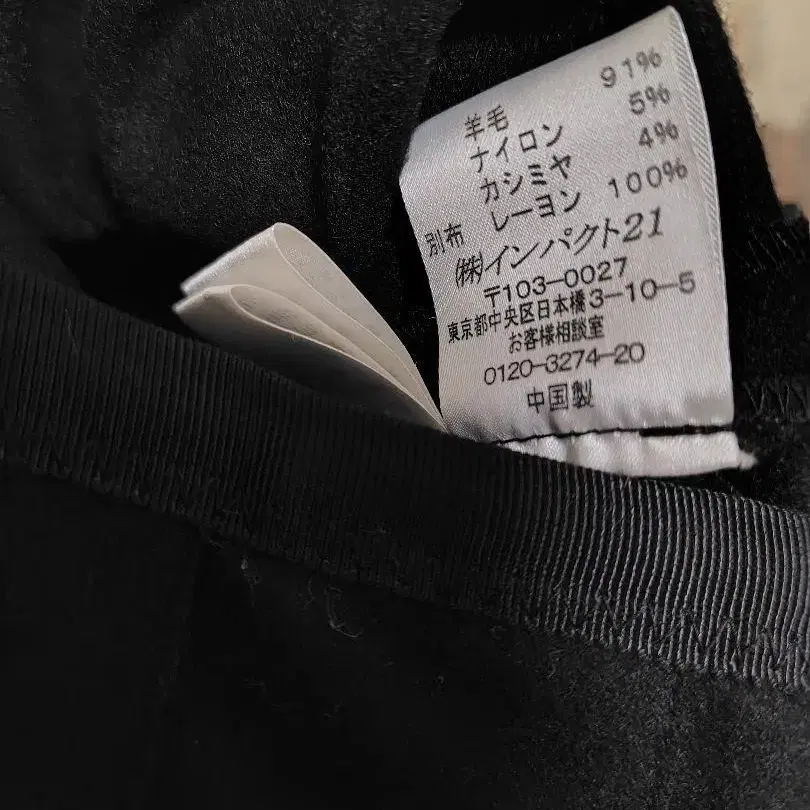 羊毛 91%
ナイロン 5%
カシミヤ 4%
別布 レーヨン 100%
㈱インパクト21
〒103-0027
東京都中央区日本橋3-10-5
お客様相談室
0120-3274-20
中国製